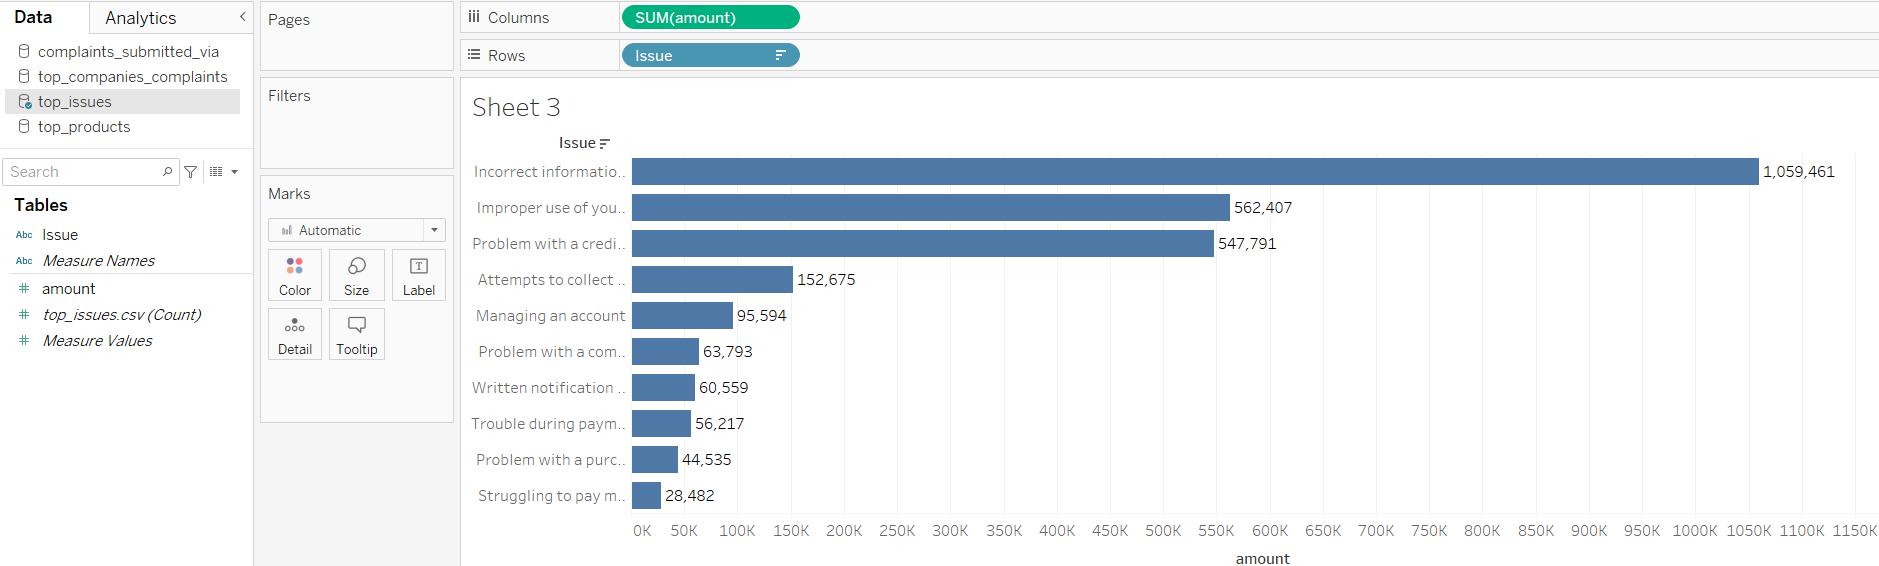 Data
Analytics
complaints_submitted_via
top_companies_complaints
top_issues
top_products
Search
Tables
Abc Issue
Abc Measure Names
# amount
# top_issues.csv (Count)
# Measure Values
Pages
Filters
Marks
Automatic
Color Size Label
Detail Tooltip
Columns SUM(amount)
Rows Issue
Sheet 3
Issue
Incorrect informatio.. 1,059,461
Improper use of you.. 562,407
Problem with a credi.. 547,791
Attempts to collect .. 152,675
Managing an account 95,594
Problem with a com.. 63,793
Written notification .. 60,559
Trouble during paym.. 56,217
Problem with a purc.. 44,535
Struggling to pay m.. 28,482
0K 50K 100K 150K 200K 250K 300K 350K 400K 450K 500K 550K 600K 650K 700K 750K 800K 850K 900K 950K 1000K 1050K 1100K 1150K
amount